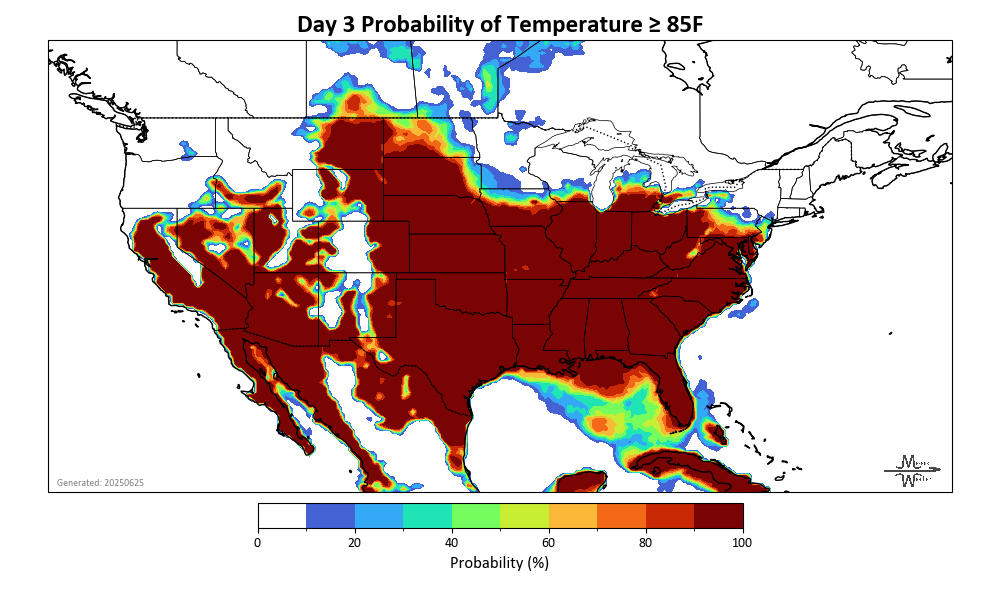 Day 3 Probability of Temperature ≥ 85F
Generated: 20250625
0 20 40 60 80 100
Probability (%)